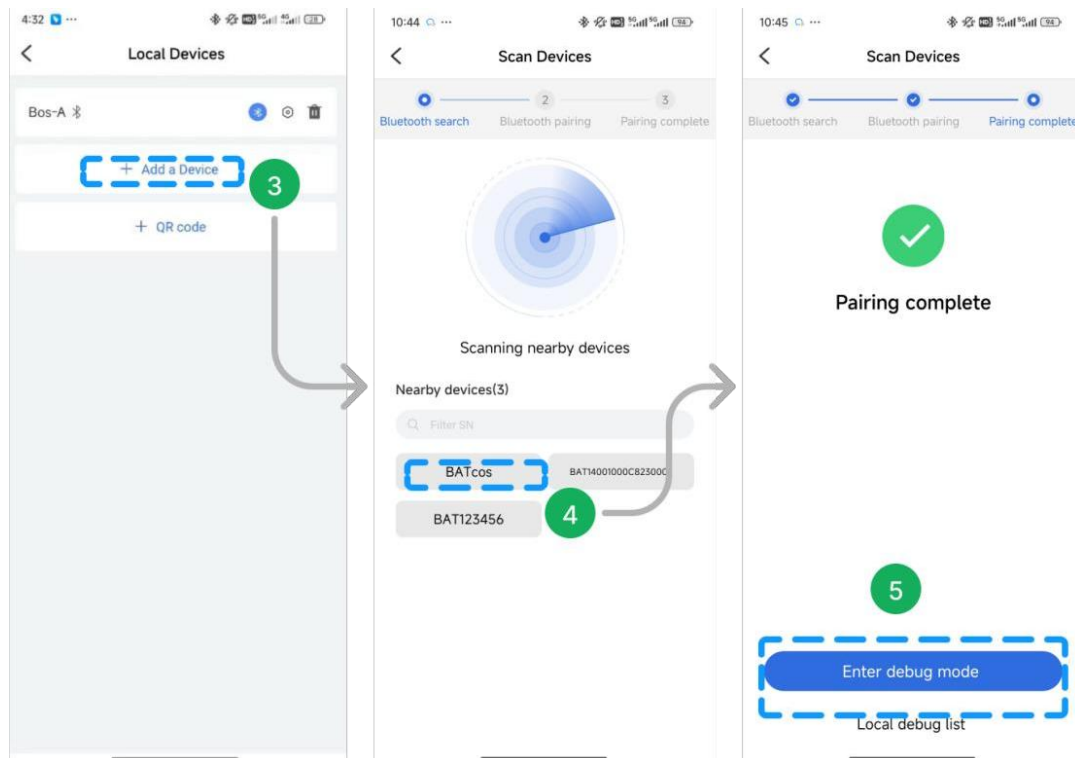 4:32
Local Devices
Bos-A
+ Add a Device
3
+ QR code
10:44
Scan Devices
2
3
Bluetooth search
Bluetooth pairing
Pairing complete
Scanning nearby devices
Nearby devices(3)
Filter SN
BATcos
BAT123456
4
10:45
Scan Devices
Bluetooth search
Bluetooth pairing
Pairing complete
Pairing complete
5
Enter debug mode
Local debug list